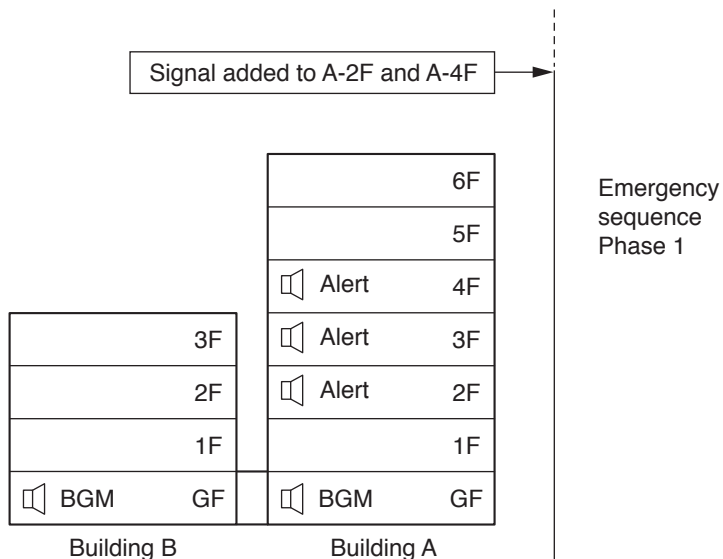 Signal added to A-2F and A-4F
Emergency
sequence
Phase 1
6F
5F
Alert 4F
3F
Alert 3F
2F
Alert 2F
1F
1F
BGM GF
BGM GF
Building B
Building A